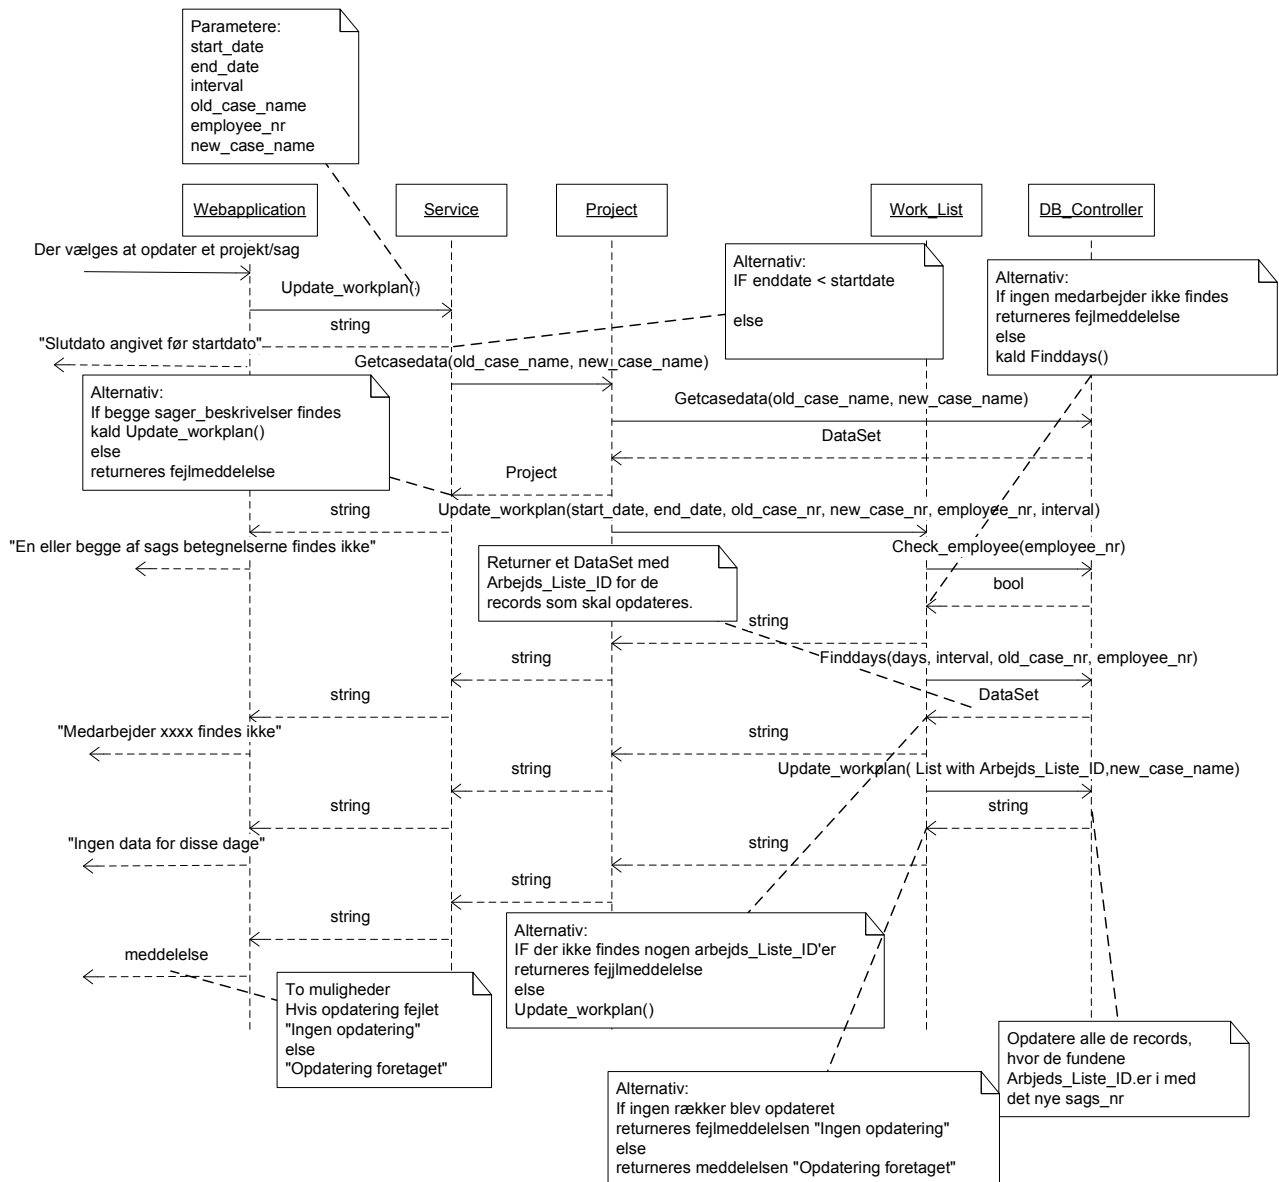 Parametere:
start_date
end_date
interval
old_case_name
employee_nr
new_case_name
Webapplication
Service
Project
Work_List
DB_Controller
Der vælges at opdater et projekt/sag
Update_workplan()
Alternativ:
IF enddate < startdate
else
Alternativ:
If ingen medarbejder ikke findes
returneres fejlmeddelelse
else
kald Finddays()
string
"Slutdato angivet før startdato"
Getcasedata(old_case_name, new_case_name)
Alternativ:
If begge sager_beskrivelser findes
kald Update_workplan()
else
returneres fejlmeddelelse
Getcasedata(old_case_name, new_case_name)
DataSet
Project
string
Update_workplan(start_date, end_date, old_case_nr, new_case_nr, employee_nr, interval)
"En eller begge af sags betegnelserne findes ikke"
Check_employee(employee_nr)
Returner et DataSet med
Arbejds_Liste_ID for de
records som skal opdateres.
bool
string
string
Finddays(days, interval, old_case_nr, employee_nr)
string
DataSet
"Medarbejder xxxx findes ikke"
string
string
Update_workplan( List with Arbejds_Liste_ID,new_case_name)
string
string
"Ingen data for disse dage"
string
string
string
meddelelse
Alternativ:
IF der ikke findes nogen arbejds_Liste_ID'er
returneres fejjlmeddelelse
else
Update_workplan()
To muligheder
Hvis opdatering fejlet
"Ingen opdatering"
else
"Opdatering foretaget"
Opdatere alle de records,
hvor de fundene
Arbjeds_Liste_ID.er i med
det nye sags_nr
Alternativ:
If ingen rækker blev opdateret
returneres fejlmeddelelsen "Ingen opdatering"
else
returneres meddelelsen "Opdatering foretaget"